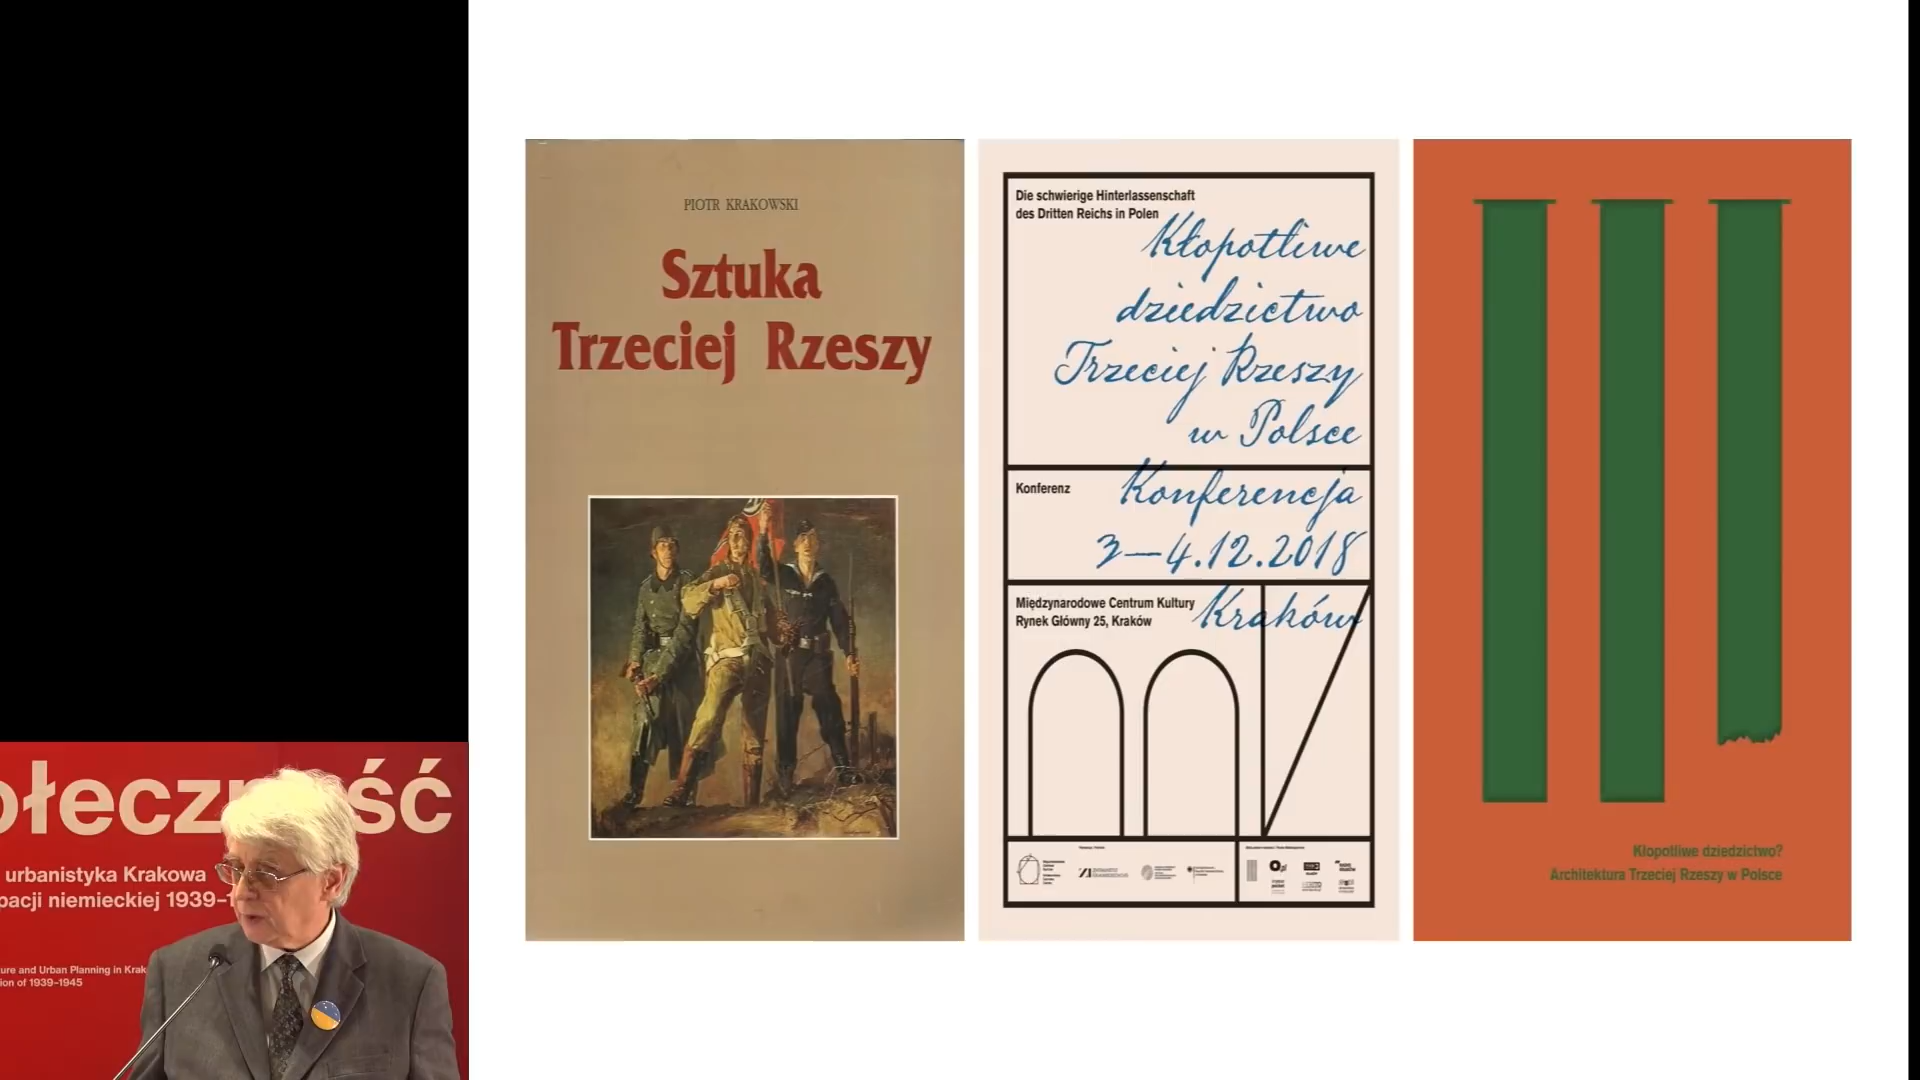 PIOTR KRAKOWSKI
Sztuka
Trzeciej Rzeszy
Die schwierige Hinterlassenschaft
des Dritten Reichs in Polen
Kłopotliwe
dziedzictwo
Trzeciej Rzeszy
w Polsce
Konferenz
Konferencja
3—4.12.2018
Międzynarodowe Centrum Kultury
Rynek Główny 25, Kraków
Kraków
Kłopotliwe dziedzictwo?
Architektura Trzeciej Rzeszy w Polsce
urbanistyka Krakowa
pacji niemieckiej 1939–1
ure and Urban Planning in Krak
ion of 1939–1945